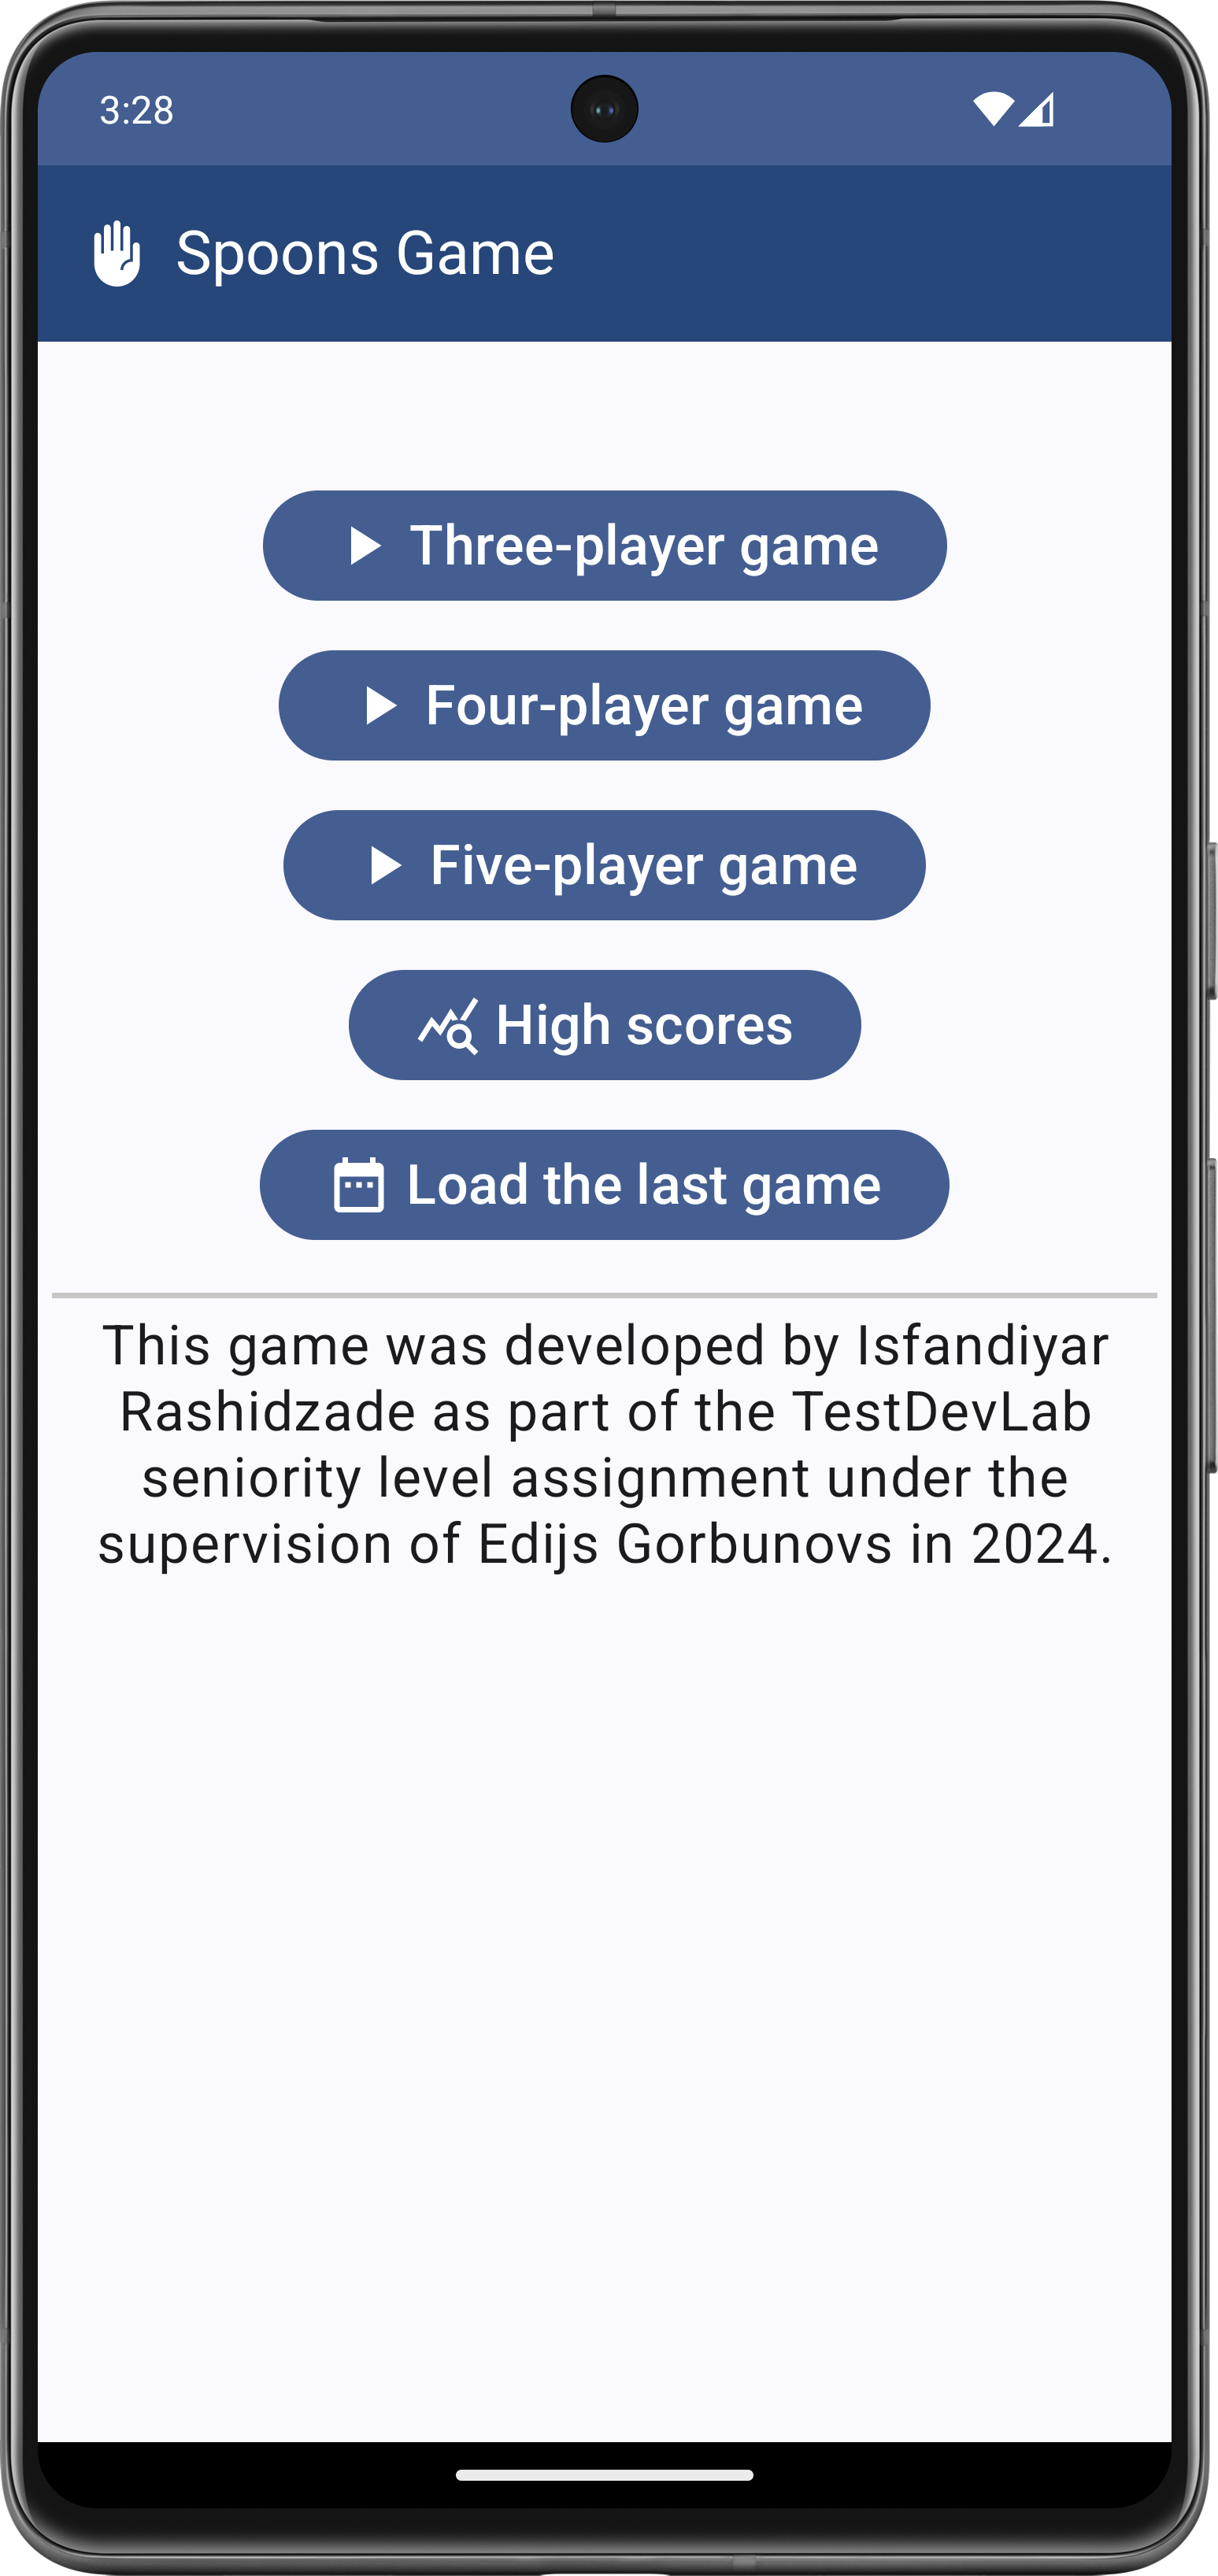 3:28
Spoons Game
Three-player game
Four-player game
Five-player game
High scores
Load the last game
This game was developed by Isfandiyar
Rashidzade as part of the TestDevLab
seniority level assignment under the
supervision of Edijs Gorbunovs in 2024.